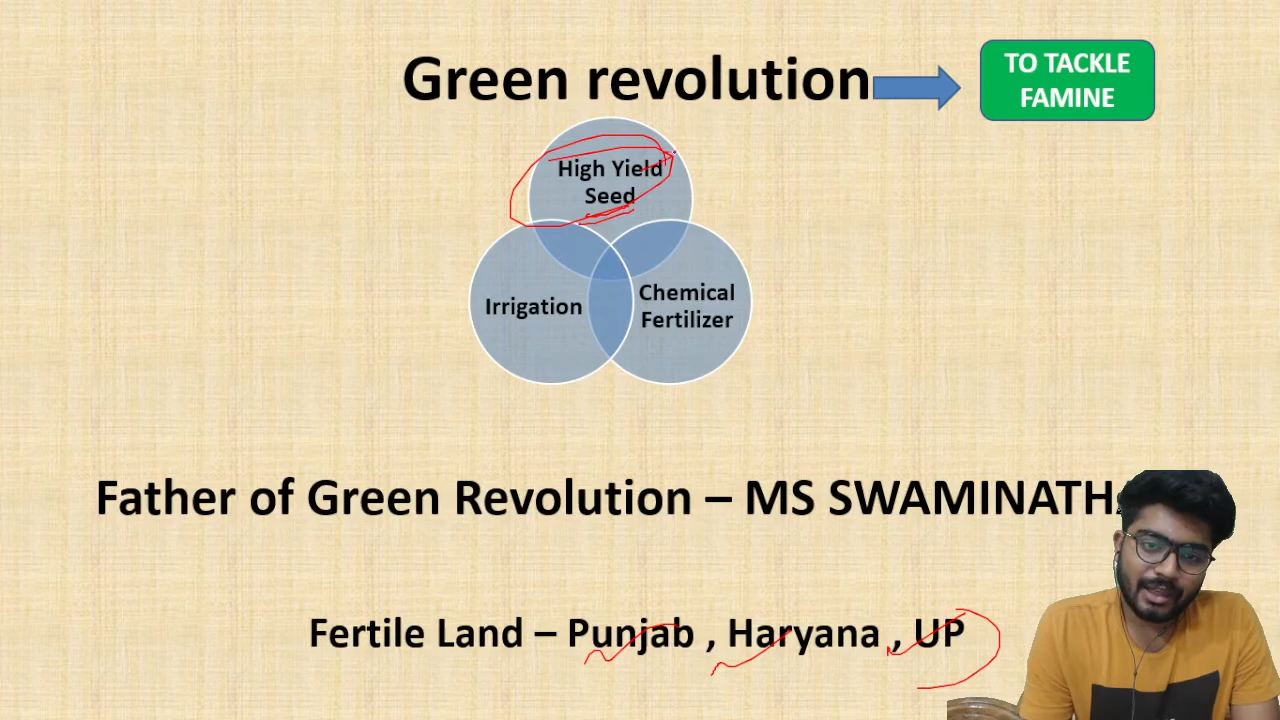 Green revolution
TO TACKLE
FAMINE
High Yield
Seed
Irrigation
Chemical
Fertilizer
Father of Green Revolution – MS
Fertile Land – Punjab , Haryana , UP